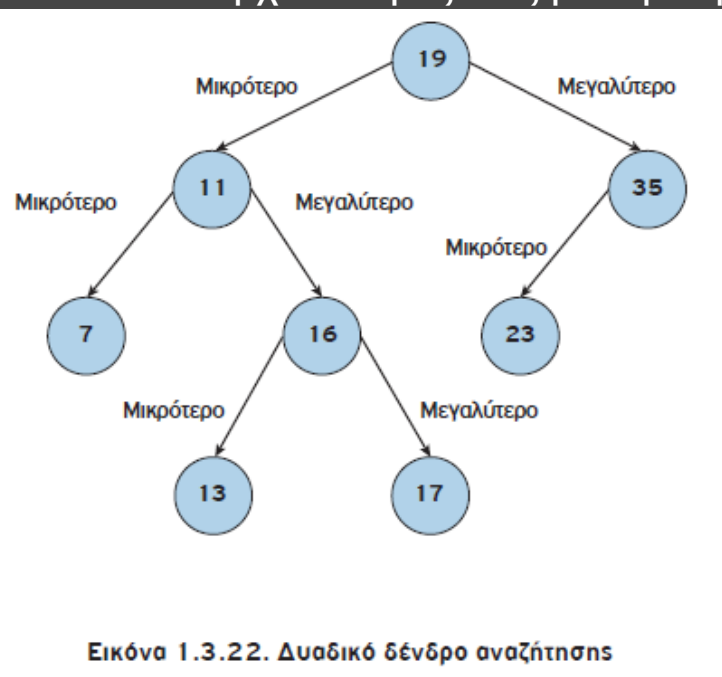 19
Μικρότερο
Μεγαλύτερο
11
35
Μικρότερο
Μεγαλύτερο
Μικρότερο
7
16
23
Μικρότερο
Μεγαλύτερο
13
17
Εικόνα 1.3.22. Δυαδικό δένδρο αναζήτησης